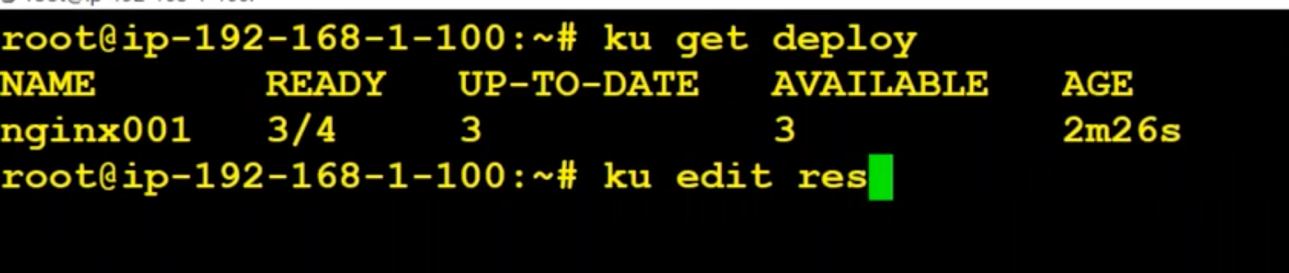 root@ip-192-168-1-100:~# ku get deploy
NAME READY UP-TO-DATE AVAILABLE AGE
nginx001 3/4 3 3 2m26s
root@ip-192-168-1-100:~# ku edit res